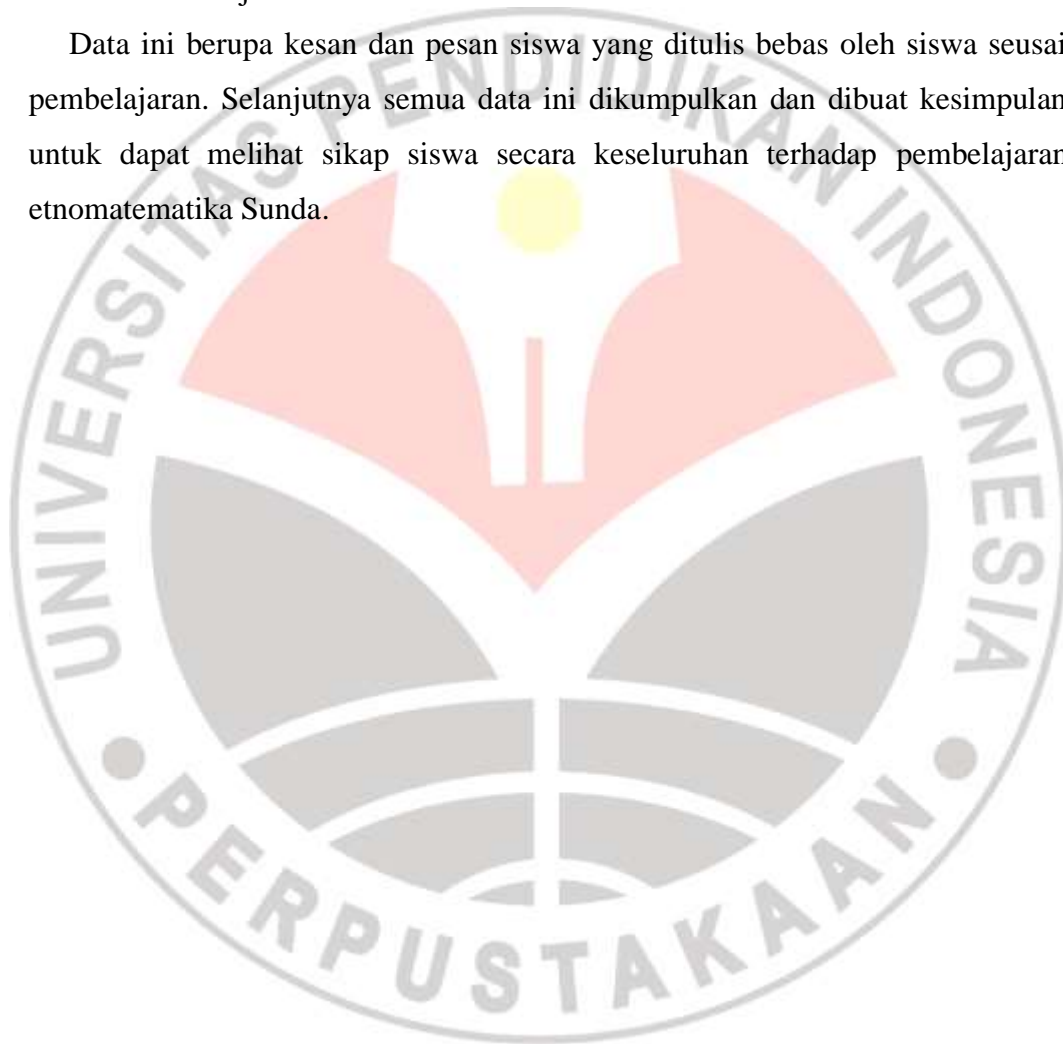 Data ini berupa kesan dan pesan siswa yang ditulis bebas oleh siswa seusai
pembelajaran. Selanjutnya semua data ini dikumpulkan dan dibuat kesimpulan
untuk dapat melihat sikap siswa secara keseluruhan terhadap pembelajaran
etnomatematika Sunda.
UNIVERSITAS PENDIDIKAN INDONESIA
PERPUSTAKAAN